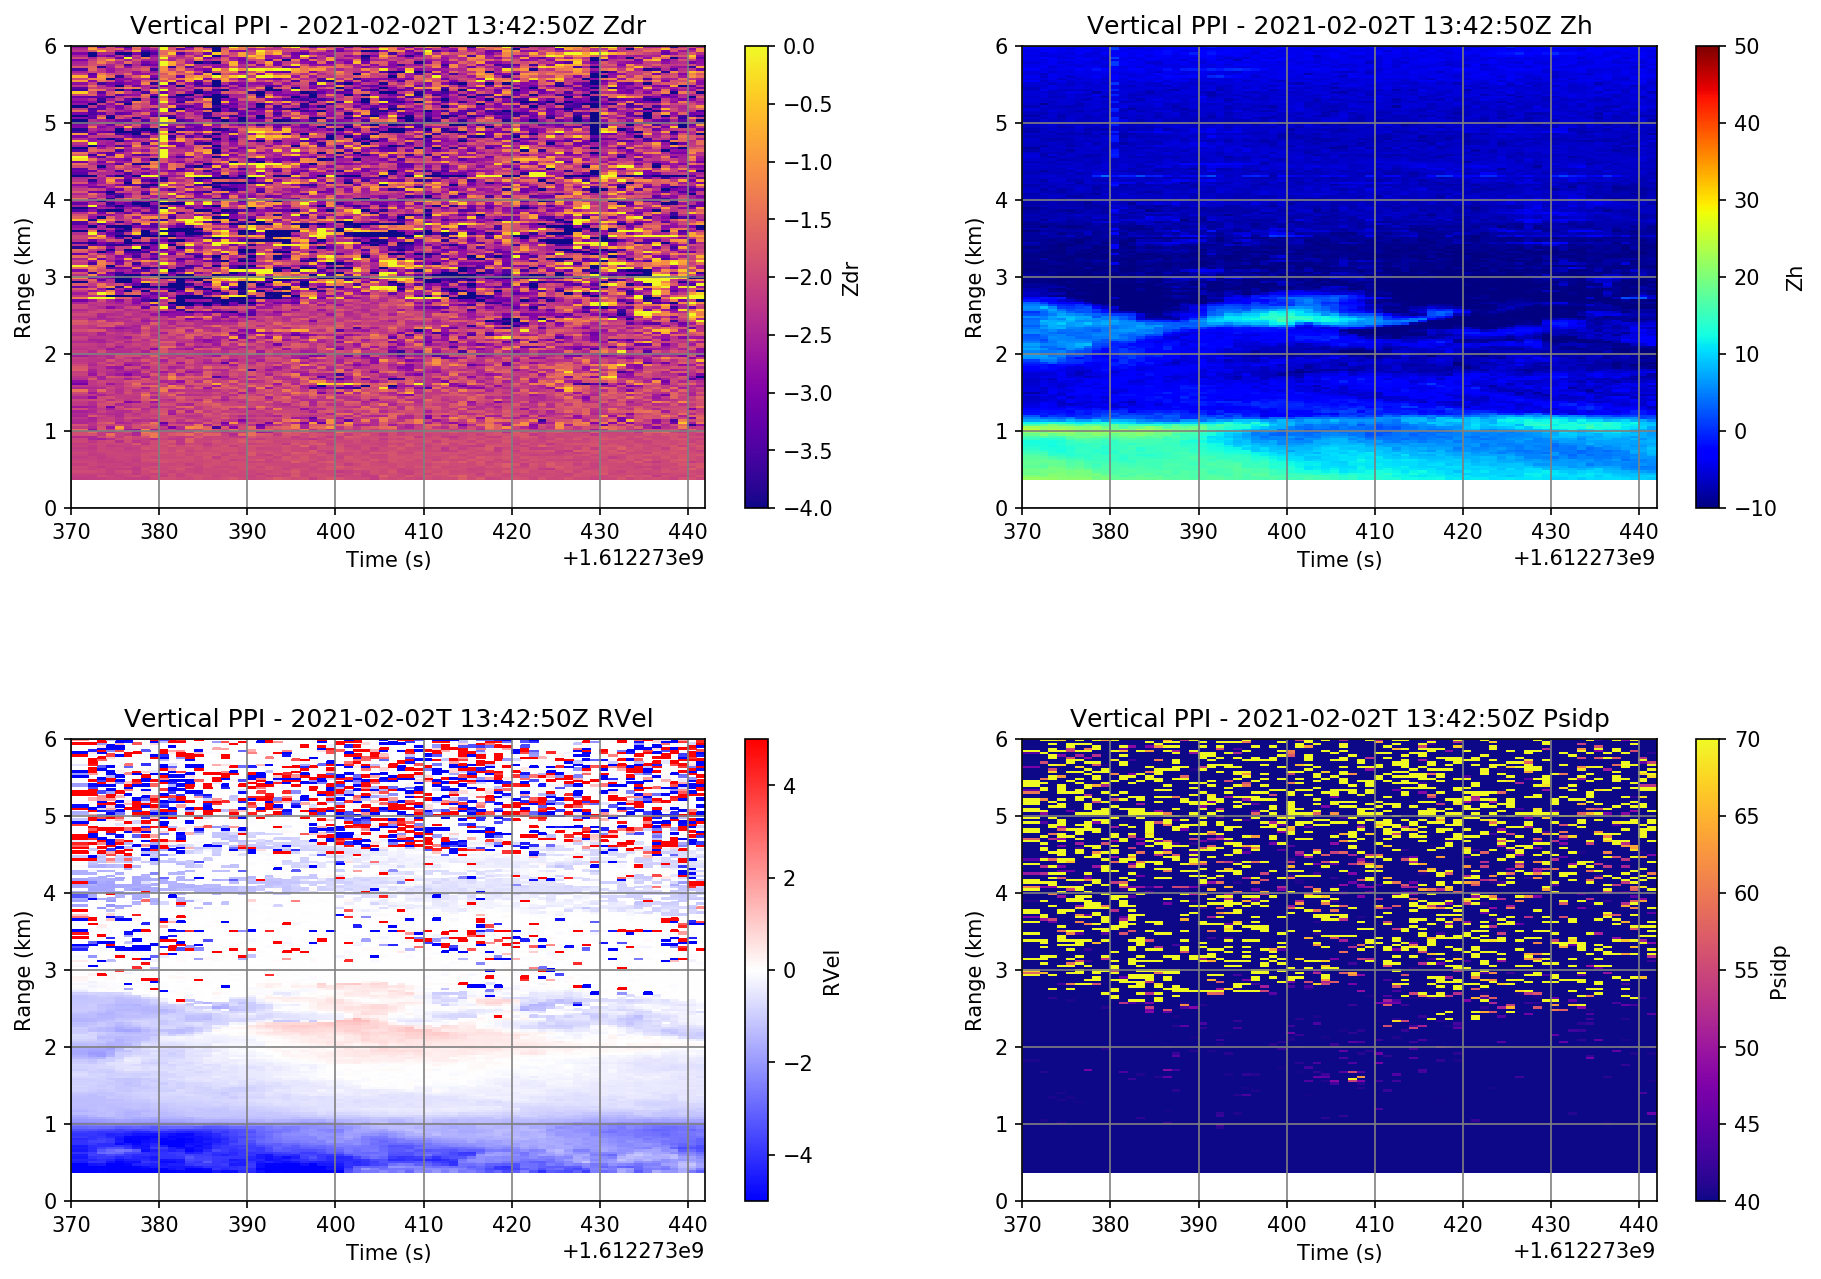 Vertical PPI - 2021-02-02T 13:42:50Z Zdr
6
5
4
3
2
1
0
Range (km)
370 380 390 400 410 420 430 440
Time (s)
+1.612273e9
0.0
−0.5
−1.0
−1.5
−2.0
−2.5
−3.0
−3.5
−4.0
Zdr
Vertical PPI - 2021-02-02T 13:42:50Z Zh
6
5
4
3
2
1
0
Range (km)
370 380 390 400 410 420 430 440
Time (s)
+1.612273e9
50
40
30
20
10
0
−10
Zh
Vertical PPI - 2021-02-02T 13:42:50Z RVel
6
5
4
3
2
1
0
Range (km)
370 380 390 400 410 420 430 440
Time (s)
+1.612273e9
4
2
0
−2
−4
RVel
Vertical PPI - 2021-02-02T 13:42:50Z Psidp
6
5
4
3
2
1
0
Range (km)
370 380 390 400 410 420 430 440
Time (s)
+1.612273e9
70
65
60
55
50
45
40
Psidp